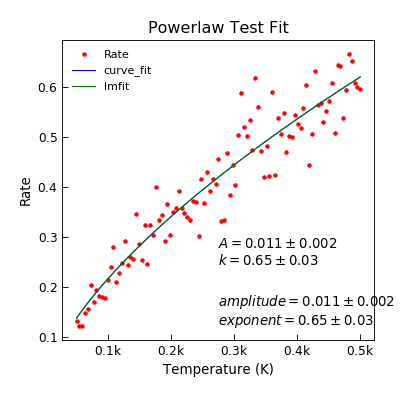 Powerlaw Test Fit
Rate
curve_fit
lmfit
Rate
0.6
0.5
0.4
0.3
0.2
0.1
A = 0.011 ± 0.002
k = 0.65 ± 0.03
amplitude = 0.011 ± 0.002
exponent = 0.65 ± 0.03
0.1k 0.2k 0.3k 0.4k 0.5k
Temperature (K)